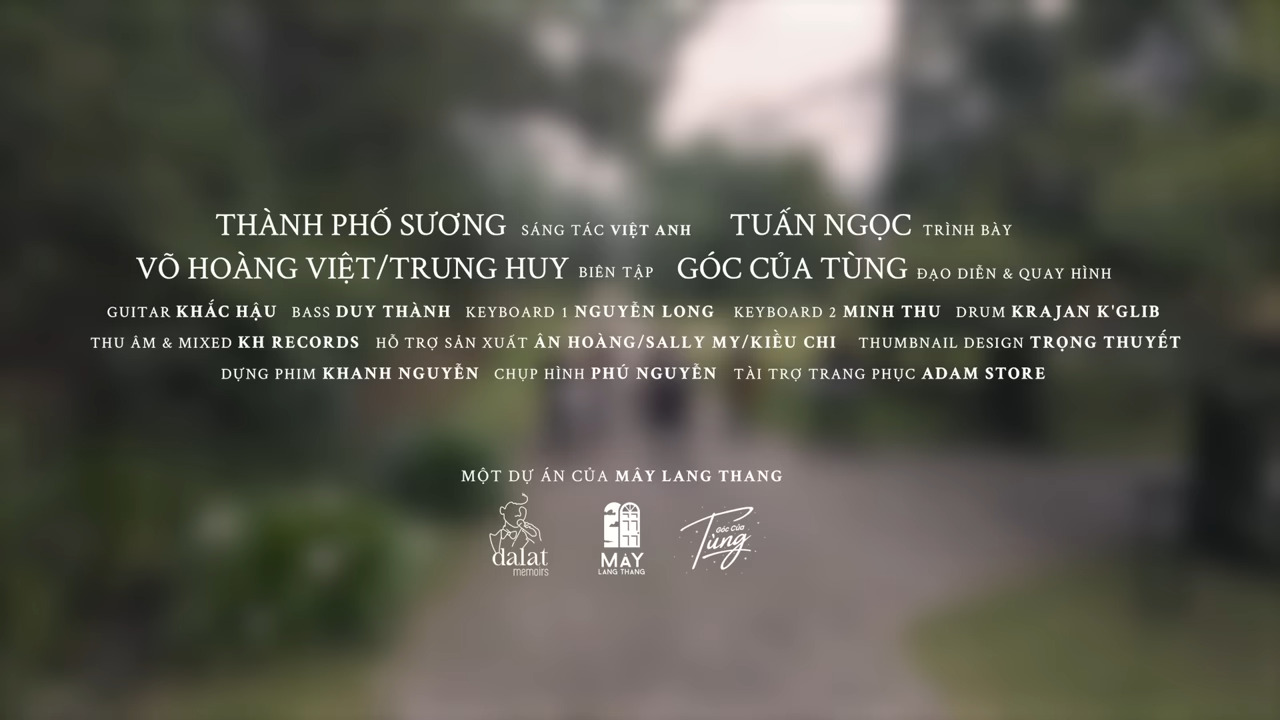 THÀNH PHỐ SƯƠNG SÁNG TÁC VIỆT ANH TUẤN NGỌC TRÌNH BÀY
VÕ HOÀNG VIỆT/TRUNG HUY BIÊN TẬP GÓC CỦA TÙNG ĐẠO DIỄN & QUAY HÌNH
GUITAR KHẮC HẬU BASS DUY THÀNH KEYBOARD 1 NGUYỄN LONG KEYBOARD 2 MINH THU DRUM KRAJAN K'GLIB
THU ÂM & MIXED KH RECORDS HỖ TRỢ SẢN XUẤT ÂN HOÀNG/SALLY MY/KIỀU CHI THUMBNAIL DESIGN TRỌNG THUYẾT
DỰNG PHIM KHANH NGUYỄN CHỤP HÌNH PHÚ NGUYỄN TÀI TRỢ TRANG PHỤC ADAM STORE
MỘT DỰ ÁN CỦA MÂY LANG THANG
dalat
memoirs
MÂY
LANG THANG
Góc Của
Tùng